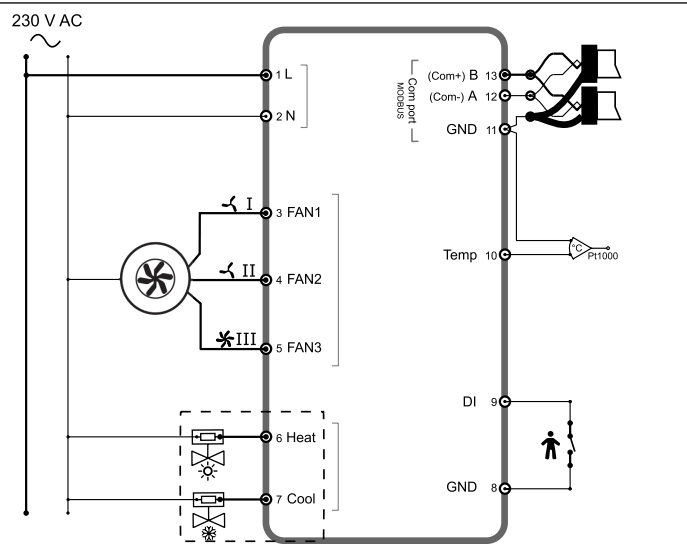 230 V AC
1 L
2 N
I
3 FAN1
II
4 FAN2
III
5 FAN3
6 Heat
7 Cool
(Com+) B 13
(Com-) A 12
Com port
MODBUS
GND 11
Temp 10
°C
Pt1000
DI 9
GND 8